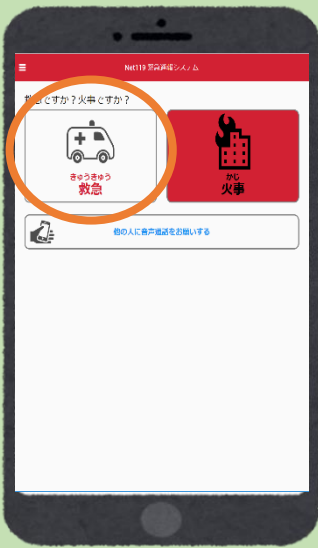 Net119 緊急通報システム
救急ですか？火事ですか？
きゅうきゅう
救急
かじ
火事
他の人に音声通話をお願いする